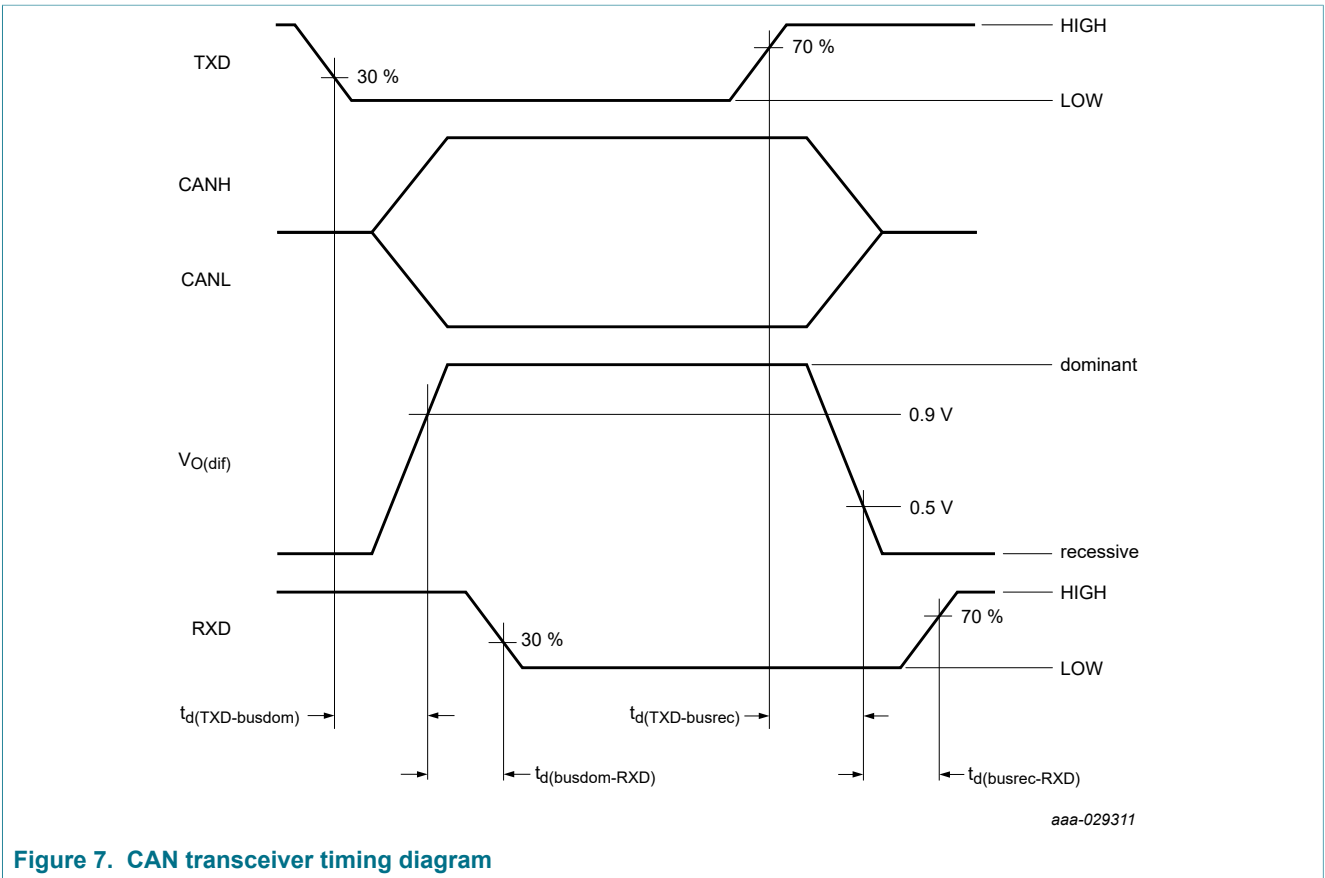 HIGH
TXD
70 %
30 %
LOW
CANH
CANL
dominant
0.9 V
VO(dif)
0.5 V
recessive
HIGH
RXD
70 %
30 %
LOW
td(TXD-busdom)
td(TXD-busrec)
td(busdom-RXD)
td(busrec-RXD)
aaa-029311
Figure 7. CAN transceiver timing diagram